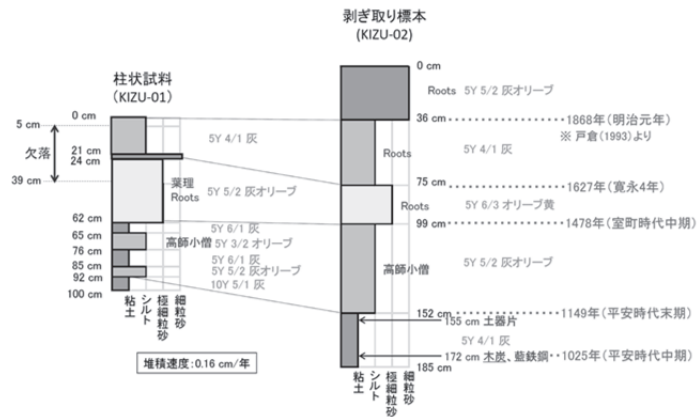 剥ぎ取り標本
(KIZU-02)
柱状試料
(KIZU-01)
0 cm
5 cm
欠落
21 cm
24 cm
39 cm
62 cm
65 cm
76 cm
85 cm
92 cm
100 cm
5Y 4/1 灰
葉理
Roots
5Y 5/2 灰オリーブ
5Y 6/1 灰
高師小僧
5Y 3/2 オリーブ
5Y 6/1 灰
5Y 5/2 灰オリーブ
10Y 5/1 灰
粘土
シルト
極細粒砂
細粒砂
堆積速度:0.16 cm/年
0 cm
Roots 5Y 5/2 灰オリーブ
36 cm
1868年(明治元年)
※ 戸倉(1993)より
Roots
5Y 4/1 灰
75 cm
1627年(寛永4年)
Roots
5Y 6/3 オリーブ黄
99 cm
1478年(室町時代中期)
高師小僧
5Y 5/2 灰オリーブ
152 cm
1149年(平安時代末期)
155 cm 土器片
5Y 4/1 灰
172 cm 木炭、藍鉄鋼
1025年(平安時代中期)
185 cm
粘土
シルト
極細粒砂
細粒砂